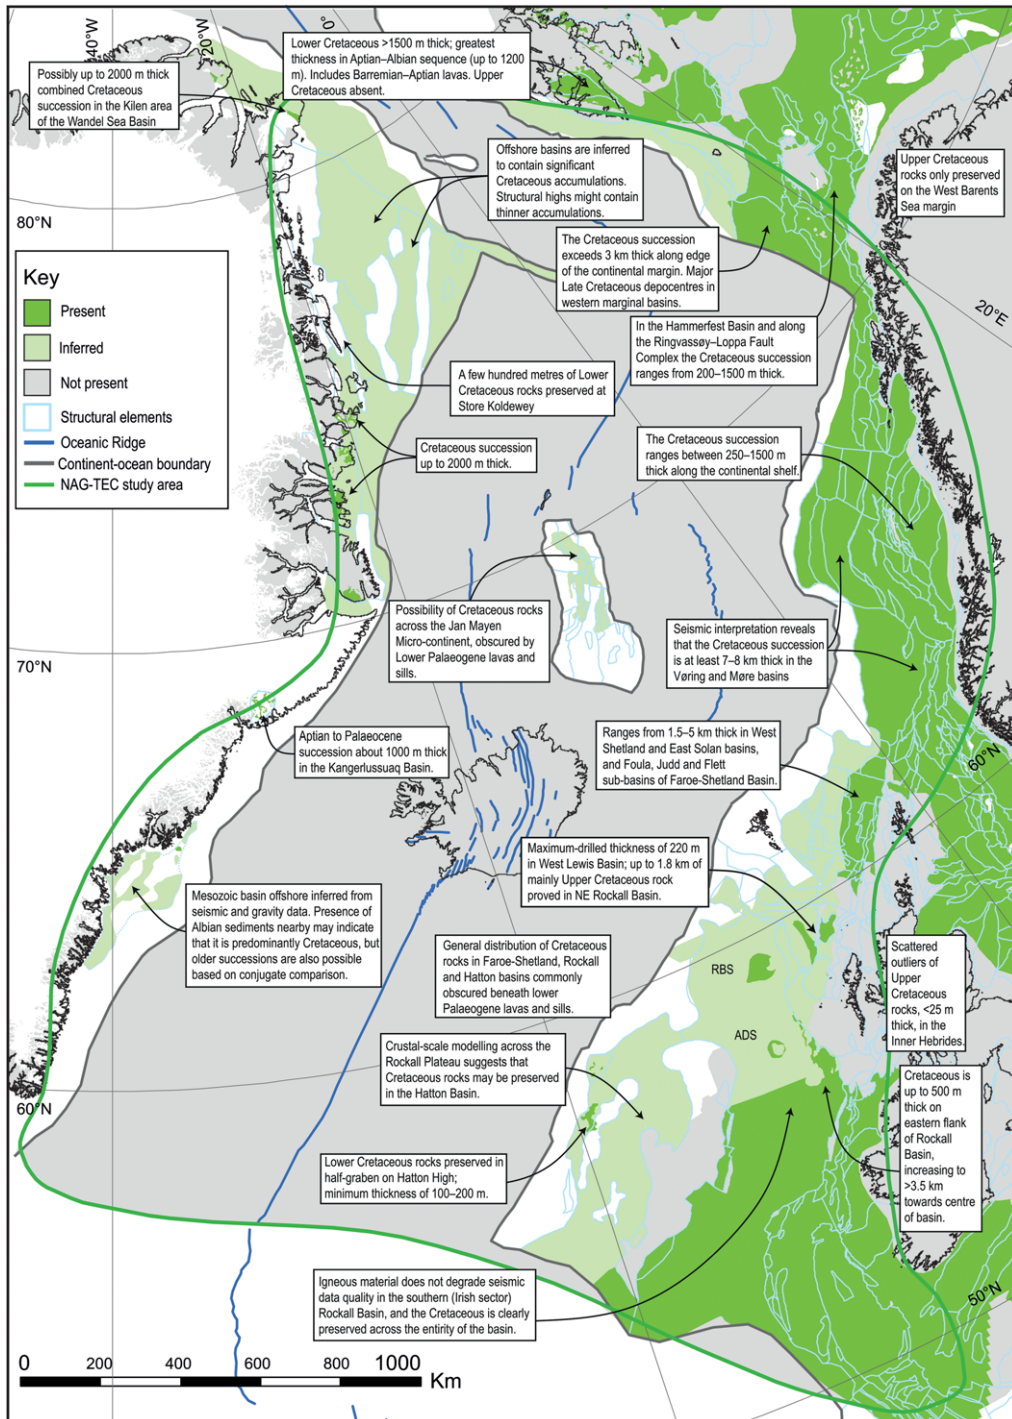 40°W
20°W
0°
Lower Cretaceous >1500 m thick; greatest
thickness in Aptian–Albian sequence (up to 1200
m). Includes Barremian–Aptian lavas. Upper
Cretaceous absent.
Possibly up to 2000 m thick
combined Cretaceous
succession in the Kilen area
of the Wandel Sea Basin
Offshore basins are inferred
to contain significant
Cretaceous accumulations.
Structural highs might contain
thinner accumulations.
Upper Cretaceous
rocks only preserved
on the West Barents
Sea margin
80°N
The Cretaceous succession
exceeds 3 km thick along edge
of the continental margin. Major
Late Cretaceous depocentres in
western marginal basins.
20°E
Key
Present
Inferred
Not present
Structural elements
Oceanic Ridge
Continent-ocean boundary
NAG-TEC study area
In the Hammerfest Basin and along
the Ringvassøy–Loppa Fault
Complex the Cretaceous succession
ranges from 200–1500 m thick.
A few hundred metres of Lower
Cretaceous rocks preserved at
Store Koldewey
Cretaceous succession
up to 2000 m thick.
The Cretaceous succession
ranges between 250–1500 m
thick along the continental shelf.
Possibility of Cretaceous rocks
across the Jan Mayen
Micro-continent, obscured by
Lower Palaeogene lavas and
sills.
Seismic interpretation reveals
that the Cretaceous succession
is at least 7–8 km thick in the
Vøring and Møre basins
70°N
Aptian to Palaeocene
succession about 1000 m thick
in the Kangerlussuaq Basin.
Ranges from 1.5–5 km thick in West
Shetland and East Solan basins,
and Foula, Judd and Flett
sub-basins of Faroe-Shetland Basin.
60°N
Maximum-drilled thickness of 220 m
in West Lewis Basin; up to 1.8 km of
mainly Upper Cretaceous rock
proved in NE Rockall Basin.
Mesozoic basin offshore inferred from
seismic and gravity data. Presence of
Albian sediments nearby may indicate
that it is predominantly Cretaceous, but
older successions are also possible
based on conjugate comparison.
General distribution of Cretaceous
rocks in Faroe-Shetland, Rockall
and Hatton basins commonly
obscured beneath lower
Palaeogene lavas and sills.
RBS
Scattered
outliers of
Upper
Cretaceous
rocks, <25 m
thick, in the
Inner Hebrides.
ADS
Crustal-scale modelling across the
Rockall Plateau suggests that
Cretaceous rocks may be preserved
in the Hatton Basin.
60°N
Cretaceous is
up to 500 m
thick on
eastern flank
of Rockall
Basin,
increasing to
>3.5 km
towards centre
of basin.
Lower Cretaceous rocks preserved in
half-graben on Hatton High;
minimum thickness of 100–200 m.
Igneous material does not degrade seismic
data quality in the southern (Irish sector)
Rockall Basin, and the Cretaceous is clearly
preserved across the entirity of the basin.
50°N
0 200 400 600 800 1000
Km